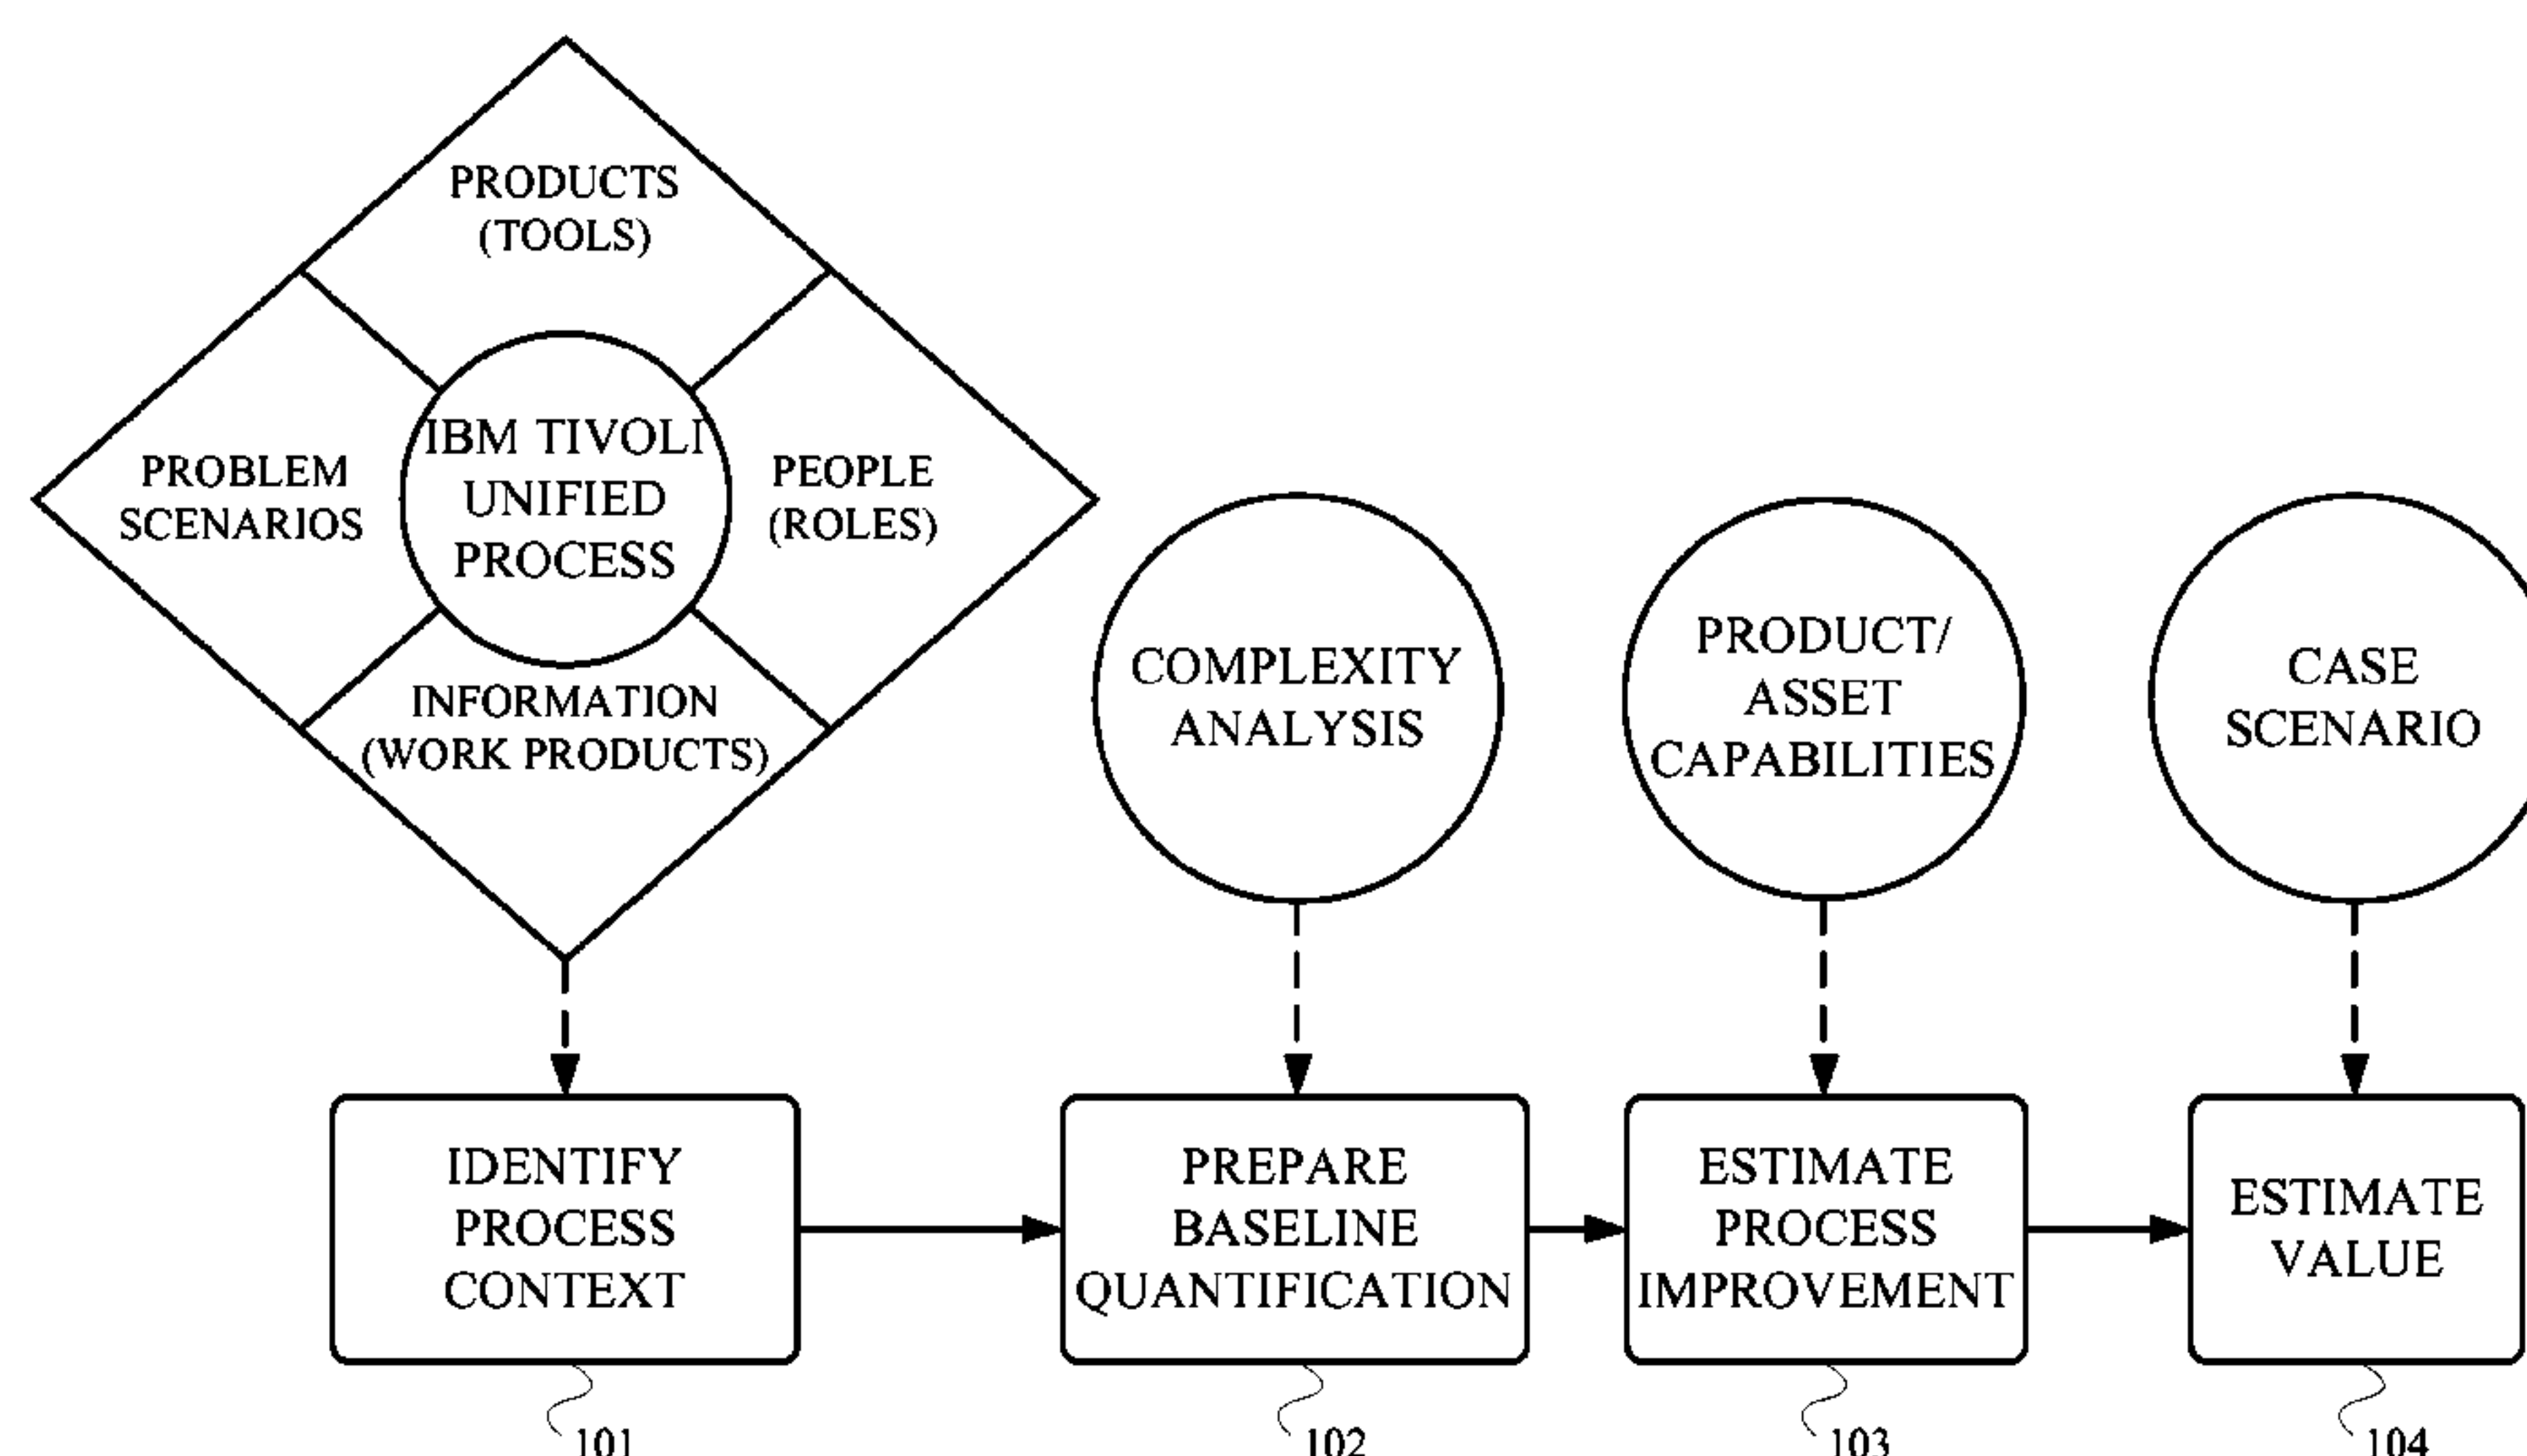 PRODUCTS
(TOOLS)
IBM TIVOLI
UNIFIED
PROCESS
PROBLEM
SCENARIOS
PEOPLE
(ROLES)
INFORMATION
(WORK PRODUCTS)
COMPLEXITY
ANALYSIS
PRODUCT/
ASSET
CAPABILITIES
CASE
SCENARIO
IDENTIFY
PROCESS
CONTEXT
PREPARE
BASELINE
QUANTIFICATION
ESTIMATE
PROCESS
IMPROVEMENT
ESTIMATE
VALUE
101
102
103
104